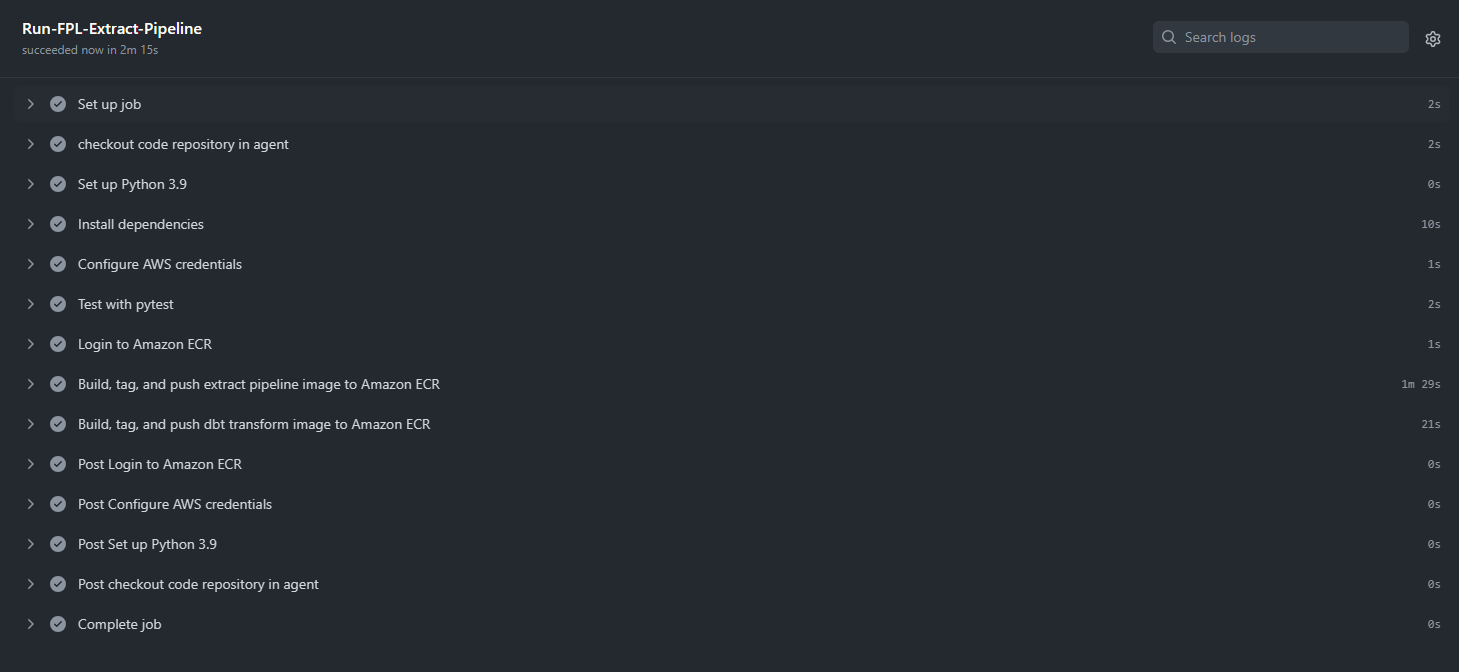 Run-FPL-Extract-Pipeline
succeeded now in 2m 15s
Search logs
Set up job 2s
checkout code repository in agent 2s
Set up Python 3.9 0s
Install dependencies 10s
Configure AWS credentials 1s
Test with pytest 2s
Login to Amazon ECR 1s
Build, tag, and push extract pipeline image to Amazon ECR 1m 29s
Build, tag, and push dbt transform image to Amazon ECR 21s
Post Login to Amazon ECR 0s
Post Configure AWS credentials 0s
Post Set up Python 3.9 0s
Post checkout code repository in agent 0s
Complete job 0s